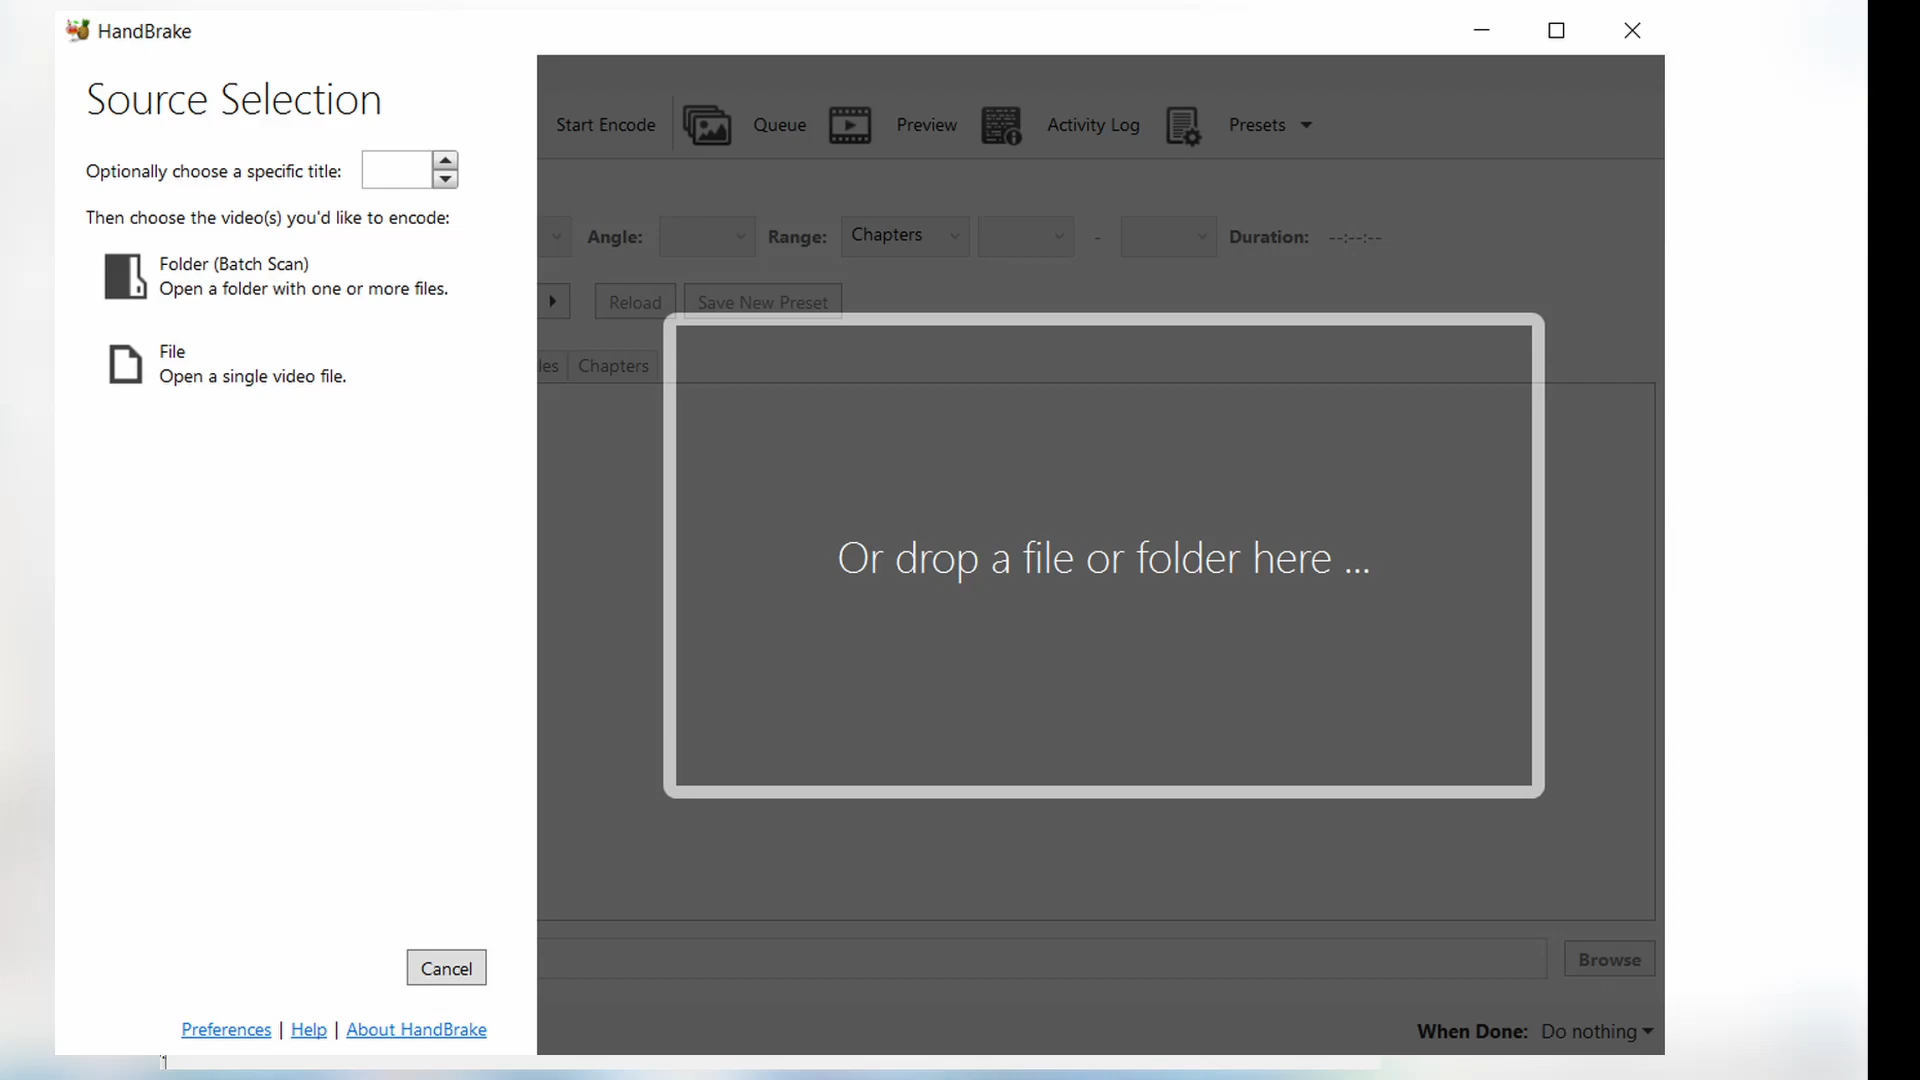 HandBrake
Source Selection
Optionally choose a specific title:
Then choose the video(s) you'd like to encode:
Folder (Batch Scan)
Open a folder with one or more files.
File
Open a single video file.
Cancel
Preferences | Help | About HandBrake
Start Encode Queue Preview Activity Log Presets
Angle: Range: Chapters - Duration: --:--:--
Reload Save New Preset
les Chapters
Or drop a file or folder here ...
Browse
When Done: Do nothing